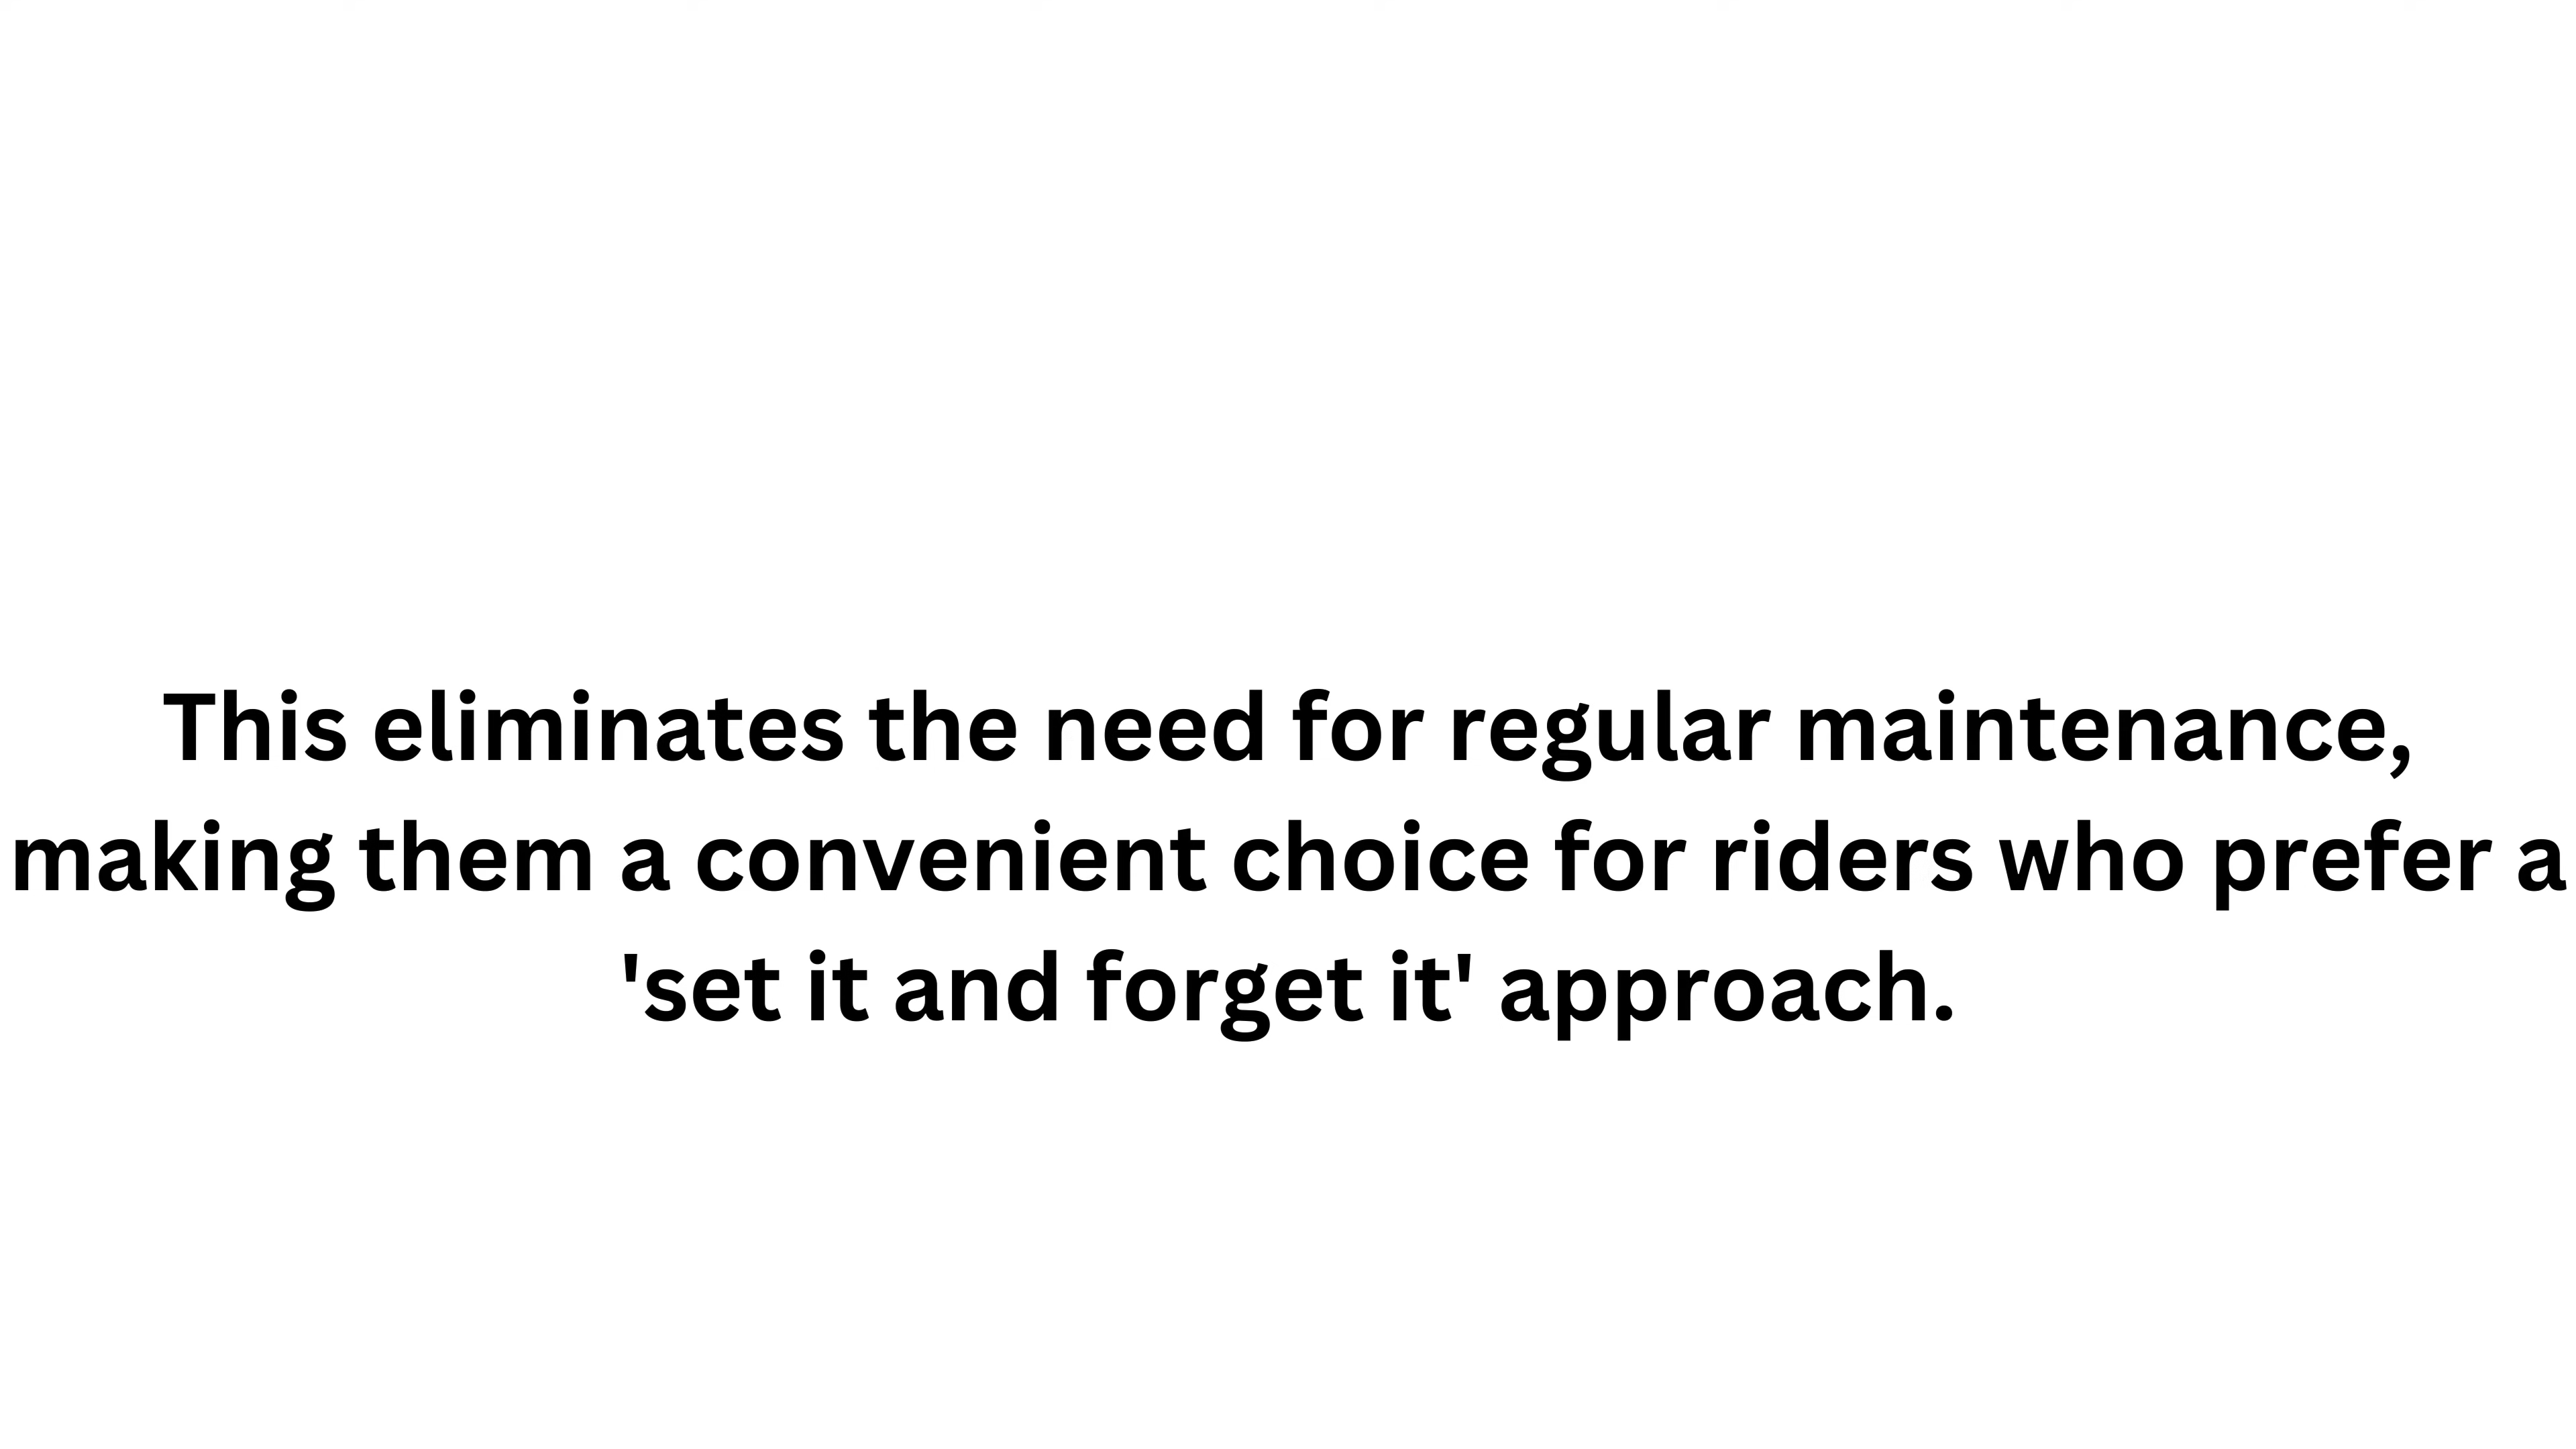 This eliminates the need for regular maintenance,
making them a convenient choice for riders who prefer a
'set it and forget it' approach.